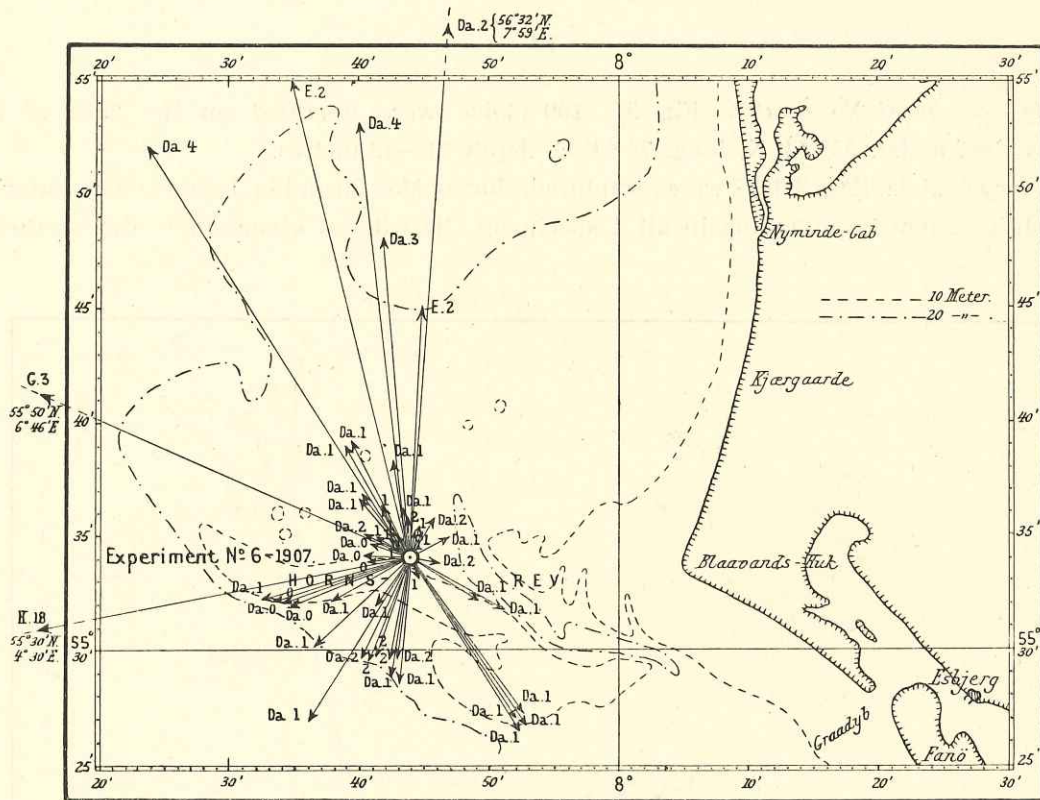 Da. 2 { 56°32' N.
7°59' E.
20' 30' 40' 50' 8° 10' 20' 30'
55' 55'
E. 2
Da. 4
Da. 4
50' 50'
Nyminde-Gab
Da. 3
45' E. 2 45'
10 Meter.
20 -"-
G. 3
55°50' N.
6°46' E.
Kjærgaarde
40' 40'
Da. 1
Da. 1
Da. 1
Da. 1
Da. 1
Da. 1
Da. 2
Da. 2
Da. 1
35' 35'
Da. 0
Da. 2
Experiment Nº 6-1907
HORNS-REV
Blaavands-Huk
Da. 1
Da. 0
Da. 0
Da. 1
Da. 1
Da. 1
Da. 1
H. 18
55°30' N.
4°30' E.
55° 30' 55° 30'
Da. 1
Da. 2
2
2
2
Da. 2
Da. 1
Da. 1
Esbjerg
Da. 1
Da. 1
Da. 1
Da. 1
Da. 1
Graadyb
Fanö
25' 25'
20' 30' 40' 50' 8° 10' 20' 30'